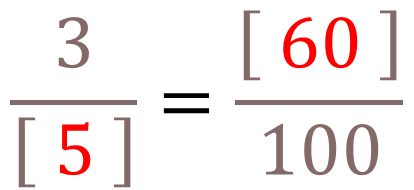 3 / [ 5 ] = [ 60 ] / 100